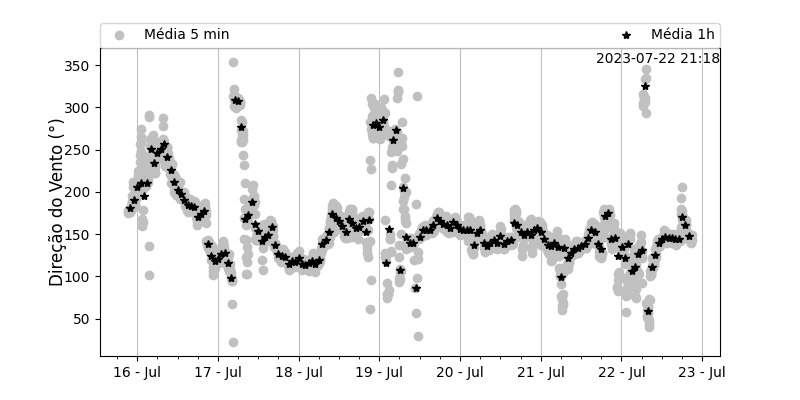 Média 5 min
Média 1h
2023-07-22 21:18
Direção do Vento (°)
350
300
250
200
150
100
50
16 - Jul
17 - Jul
18 - Jul
19 - Jul
20 - Jul
21 - Jul
22 - Jul
23 - Jul